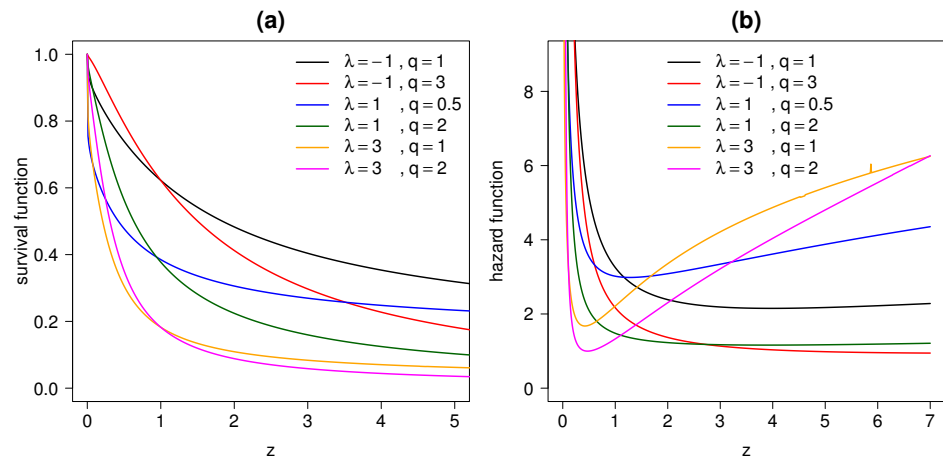 (a)
survival function
1.0
0.8
0.6
0.4
0.2
0.0
0 1 2 3 4 5
z
λ = −1 , q = 1
λ = −1 , q = 3
λ = 1 , q = 0.5
λ = 1 , q = 2
λ = 3 , q = 1
λ = 3 , q = 2
(b)
hazard function
8
6
4
2
0
0 1 2 3 4 5 6 7
z
λ = −1 , q = 1
λ = −1 , q = 3
λ = 1 , q = 0.5
λ = 1 , q = 2
λ = 3 , q = 1
λ = 3 , q = 2